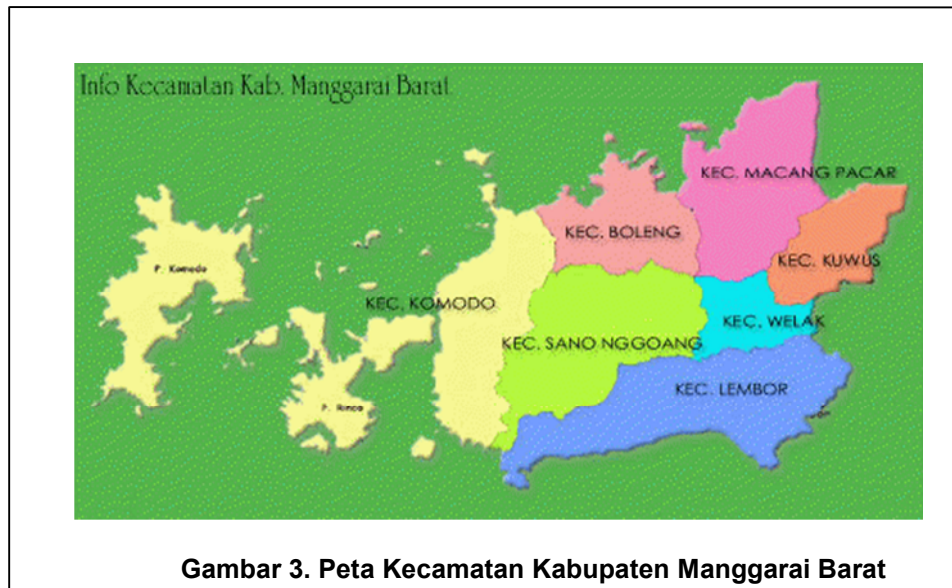 Info Kecamatan Kab. Manggarai Barat
KEC. MACANG PACAR
KEC. BOLENG
KEC. KUWUS
P. Komodo
KEC. KOMODO
KEC. WELAK
KEC. SANO NGGOANG
KEC. LEMBOR
P. Rinca
Gambar 3. Peta Kecamatan Kabupaten Manggarai Barat